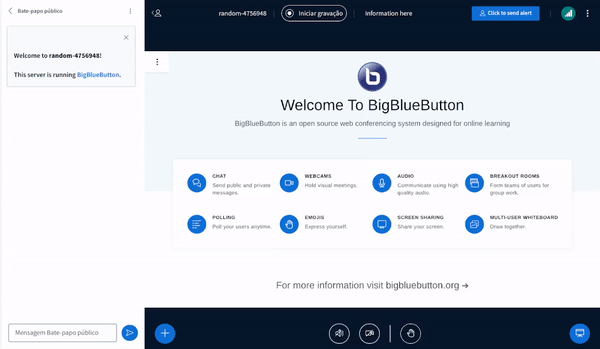 Bate-papo público
Welcome to random-4756948!
This server is running BigBlueButton.
Mensagem Bate-papo público
random-4756948
Iniciar gravação
Information here
Click to send alert
b
Welcome To BigBlueButton
BigBlueButton is an open source web conferencing system designed for online learning
CHAT
Send public and private
messages.
WEBCAMS
Hold visual meetings.
AUDIO
Communicate using high
quality audio.
BREAKOUT ROOMS
Form teams of users for
group work.
POLLING
Poll your users anytime.
EMOJIS
Express yourself.
SCREEN SHARING
Share your screen.
MULTI-USER WHITEBOARD
Draw together.
For more information visit bigbluebutton.org →